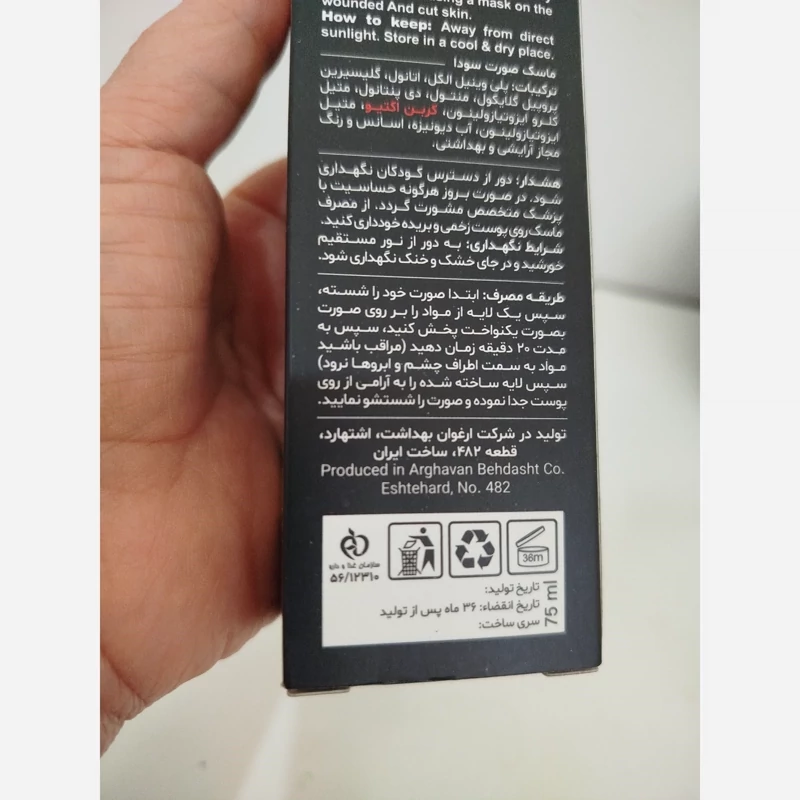 ing a mask on the
wounded And cut skin.
How to keep: Away from direct
sunlight. Store in a cool & dry place.
ماسک صورت سودا
ترکیبات: پلی وینیل الکل، اتانول، گلیسیرین
پروپیل گلایکول، منتول، دی پنتانول، متیل
کلرو ایزوتیازولینون، کربن اکتیو، متیل
ایزوتیازولینون، آب دیونیزه، اسانس و رنگ
مجاز آرایشی و بهداشتی.
هشدار: دور از دسترس کودکان نگهداری
شود. در صورت بروز هرگونه حساسیت با
پزشک متخصص مشورت گردد. از مصرف
ماسک روی پوست زخمی و بریده خودداری کنید.
شرایط نگهداری: به دور از نور مستقیم
خورشید و در جای خشک و خنک نگهداری شود.
طریقه مصرف: ابتدا صورت خود را شسته،
سپس یک لایه از مواد را بر روی صورت
بصورت یکنواخت پخش کنید، سپس به
مدت ۲۰ دقیقه زمان دهید (مراقب باشید
مواد به سمت اطراف چشم و ابروها نرود)
سپس لایه ساخته شده را به آرامی از روی
پوست جدا نموده و صورت را شستشو نمایید.
تولید در شرکت ارغوان بهداشت، اشتهارد،
قطعه ۴۸۲، ساخت ایران
Produced in Arghavan Behdasht Co.
Eshtehard, No. 482
سازمان غذا و دارو
۵۶/۱۲۳۱۰
36m
تاریخ تولید:
تاریخ انقضاء: ۳۶ ماه پس از تولید
سری ساخت:
75 ml